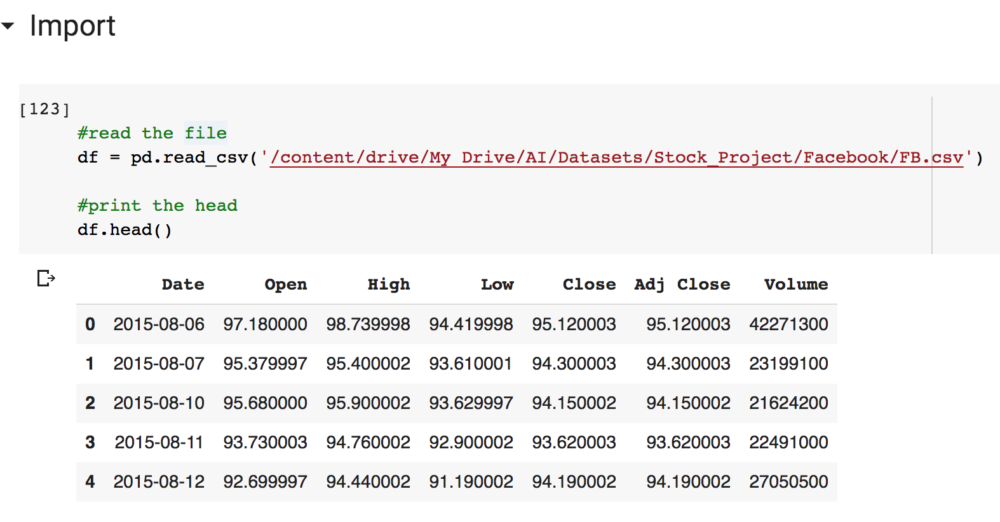 Import
[123]
#read the file
df = pd.read_csv('/content/drive/My Drive/AI/Datasets/Stock_Project/Facebook/FB.csv')
#print the head
df.head()
Date Open High Low Close Adj Close Volume
0 2015-08-06 97.180000 98.739998 94.419998 95.120003 95.120003 42271300
1 2015-08-07 95.379997 95.400002 93.610001 94.300003 94.300003 23199100
2 2015-08-10 95.680000 95.900002 93.629997 94.150002 94.150002 21624200
3 2015-08-11 93.730003 94.760002 92.900002 93.620003 93.620003 22491000
4 2015-08-12 92.699997 94.440002 91.190002 94.190002 94.190002 27050500